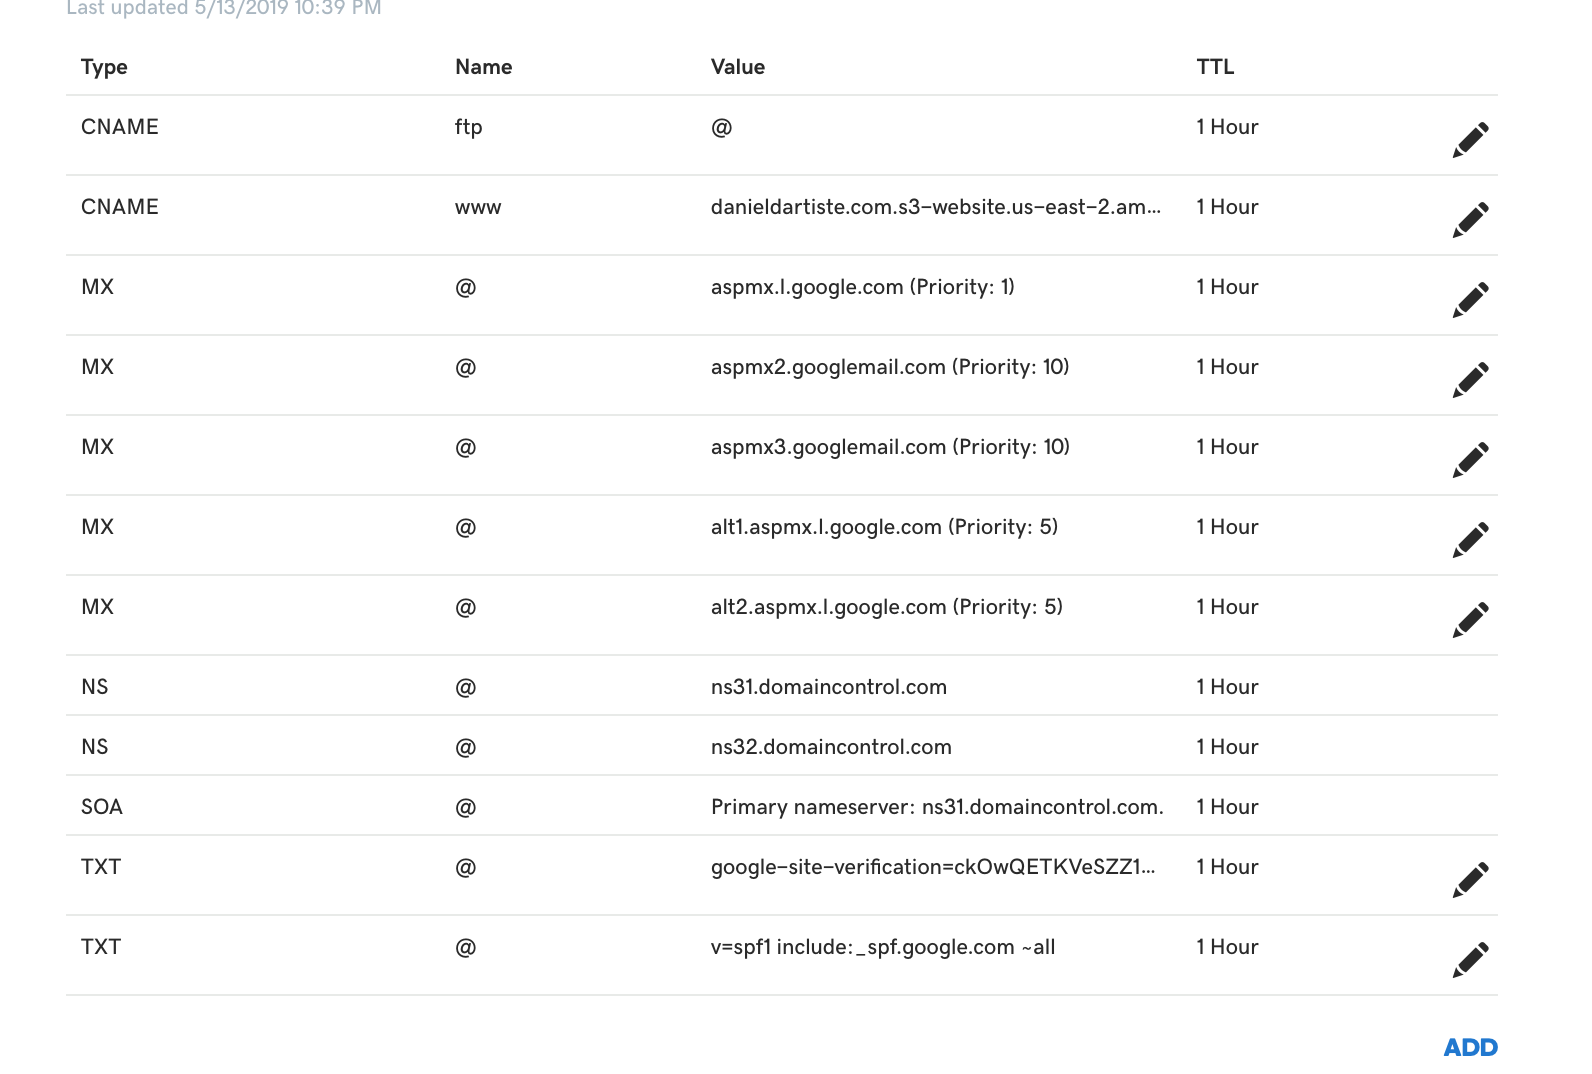 Last updated 5/13/2019 10:39 PM
Type Name Value TTL
CNAME ftp @ 1 Hour
CNAME www danieldartiste.com.s3-website.us-east-2.am... 1 Hour
MX @ aspmx.l.google.com (Priority: 1) 1 Hour
MX @ aspmx2.googlemail.com (Priority: 10) 1 Hour
MX @ aspmx3.googlemail.com (Priority: 10) 1 Hour
MX @ alt1.aspmx.l.google.com (Priority: 5) 1 Hour
MX @ alt2.aspmx.l.google.com (Priority: 5) 1 Hour
NS @ ns31.domaincontrol.com 1 Hour
NS @ ns32.domaincontrol.com 1 Hour
SOA @ Primary nameserver: ns31.domaincontrol.com. 1 Hour
TXT @ google-site-verification=ckOwQETKVeSZZ1... 1 Hour
TXT @ v=spf1 include:_spf.google.com ~all 1 Hour
ADD